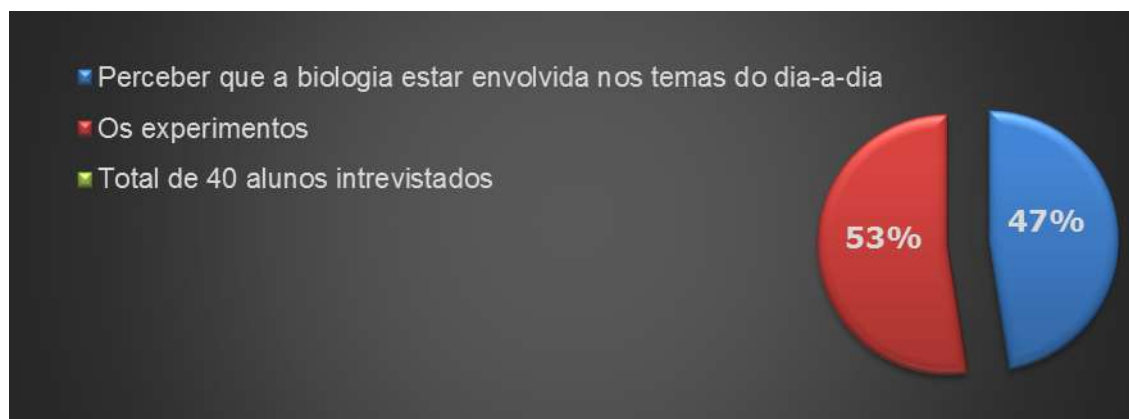 Perceber que a biologia estar envolvida nos temas do dia-a-dia
Os experimentos
Total de 40 alunos intrevistados
53%
47%